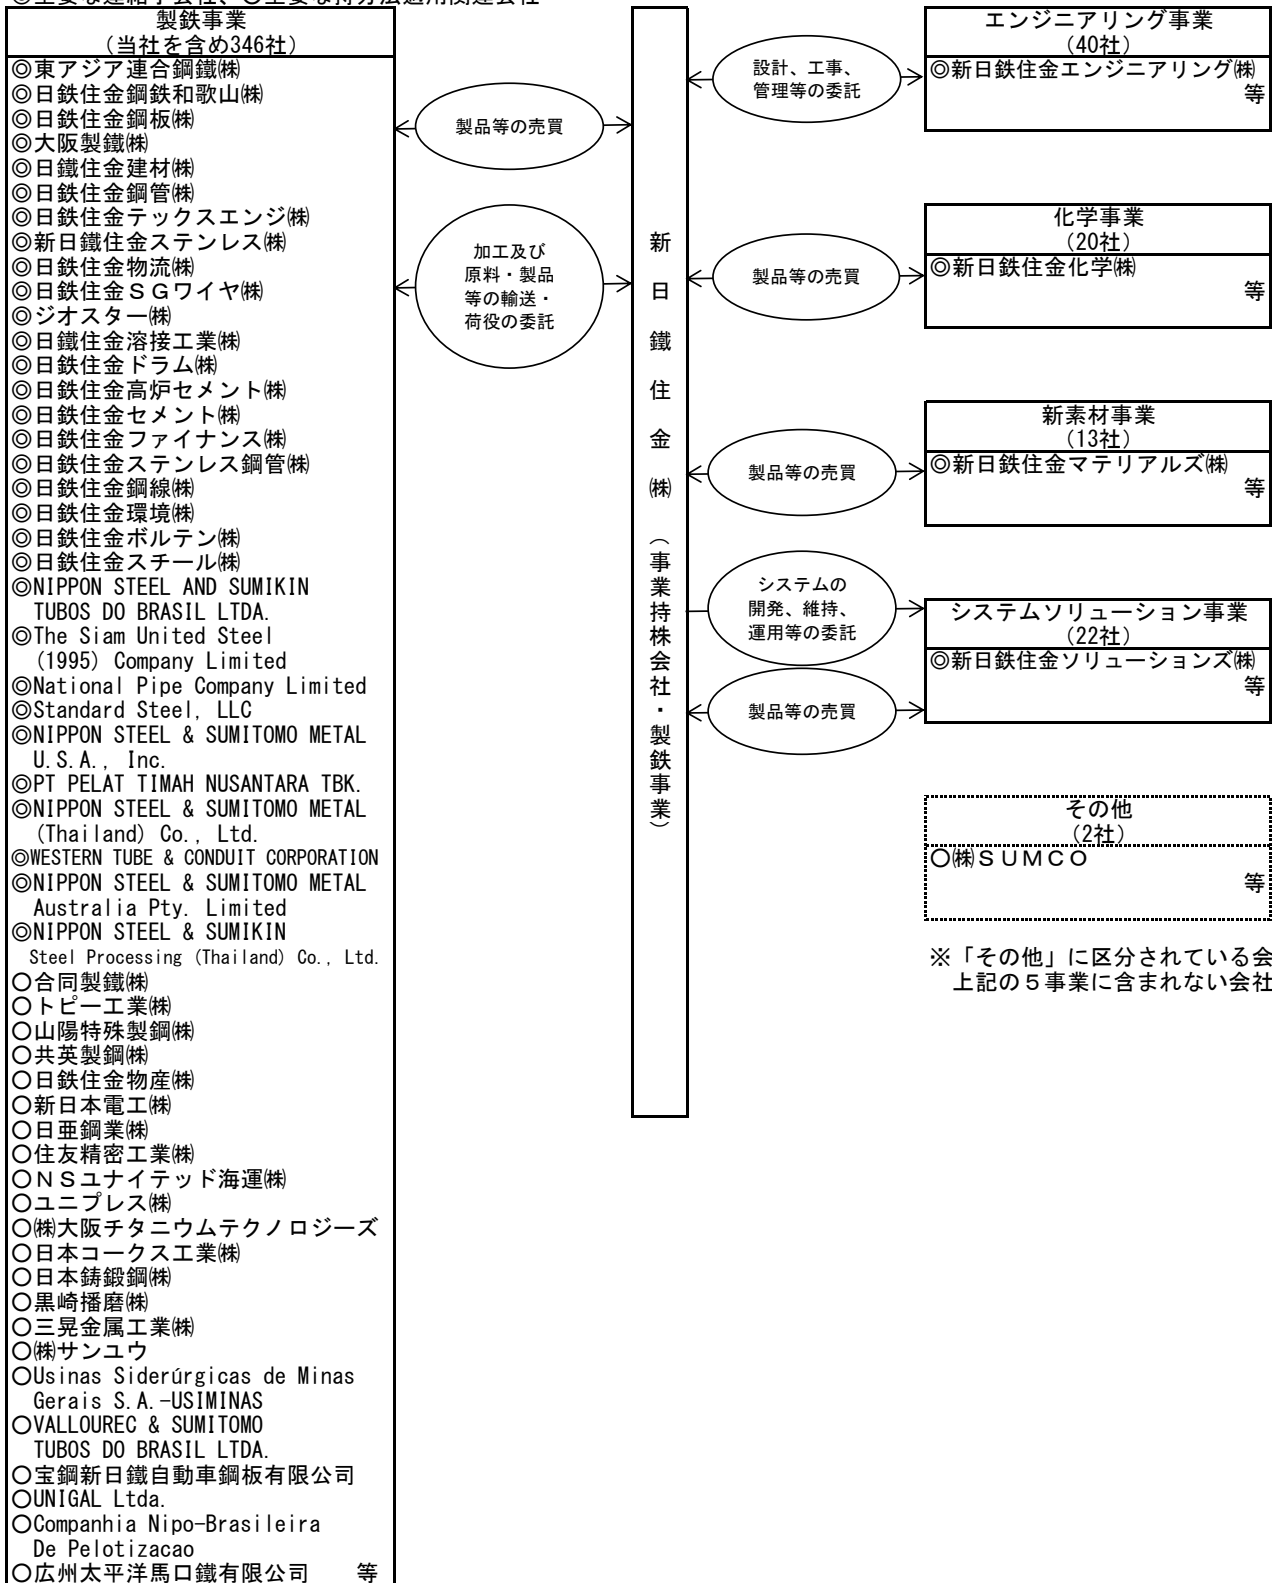 ◎主要な連結子会社、〇主要な持分法適用関連会社
製鉄事業
(当社を含め346社)
◎東アジア連合鋼鐵㈱
◎日鉄住金鋼鉄和歌山㈱
◎日鉄住金鋼板㈱
◎大阪製鐵㈱
◎日鐵住金建材㈱
◎日鉄住金鋼管㈱
◎日鉄住金テックスエンジ㈱
◎新日鐵住金ステンレス㈱
◎日鉄住金物流㈱
◎日鉄住金ＳＧワイヤ㈱
◎ジオスター㈱
◎日鐵住金溶接工業㈱
◎日鉄住金ドラム㈱
◎日鉄住金高炉セメント㈱
◎日鉄住金セメント㈱
◎日鉄住金ファイナンス㈱
◎日鉄住金ステンレス鋼管㈱
◎日鉄住金鋼線㈱
◎日鉄住金環境㈱
◎日鉄住金ボルテン㈱
◎日鉄住金スチール㈱
◎NIPPON STEEL AND SUMIKIN
TUBOS DO BRASIL LTDA.
◎The Siam United Steel
(1995) Company Limited
◎National Pipe Company Limited
◎Standard Steel, LLC
◎NIPPON STEEL & SUMITOMO METAL
U.S.A., Inc.
◎PT PELAT TIMAH NUSANTARA TBK.
◎NIPPON STEEL & SUMITOMO METAL
(Thailand) Co., Ltd.
◎WESTERN TUBE & CONDUIT CORPORATION
◎NIPPON STEEL & SUMITOMO METAL
Australia Pty. Limited
◎NIPPON STEEL & SUMIKIN
Steel Processing (Thailand) Co., Ltd.
〇合同製鐵㈱
〇トピー工業㈱
〇山陽特殊製鋼㈱
〇共英製鋼㈱
〇日鉄住金物産㈱
〇新日本電工㈱
〇日亜鋼業㈱
〇住友精密工業㈱
〇ＮＳユナイテッド海運㈱
〇ユニプレス㈱
〇㈱大阪チタニウムテクノロジーズ
〇日本コークス工業㈱
〇日本鋳鍛鋼㈱
〇黒崎播磨㈱
〇三晃金属工業㈱
〇㈱サンユウ
〇Usinas Siderúrgicas de Minas
Gerais S.A.-USIMINAS
〇VALLOUREC & SUMITOMO
TUBOS DO BRASIL LTDA.
〇宝鋼新日鐵自動車鋼板有限公司
〇UNIGAL Ltda.
〇Companhia Nipo-Brasileira
De Pelotizacao
〇広州太平洋馬口鐵有限公司　　等
製品等の売買
加工及び
原料・製品
等の輸送・
荷役の委託
新日鐵住金㈱（事業持株会社・製鉄事業）
設計、工事、
管理等の委託
製品等の売買
製品等の売買
システムの
開発、維持、
運用等の委託
製品等の売買
エンジニアリング事業
(40社)
◎新日鉄住金エンジニアリング㈱
等
化学事業
(20社)
◎新日鉄住金化学㈱
等
新素材事業
(13社)
◎新日鉄住金マテリアルズ㈱
等
システムソリューション事業
(22社)
◎新日鉄住金ソリューションズ㈱
等
その他
(2社)
〇㈱ＳＵＭＣＯ
等
※「その他」に区分されている会
上記の５事業に含まれない会社